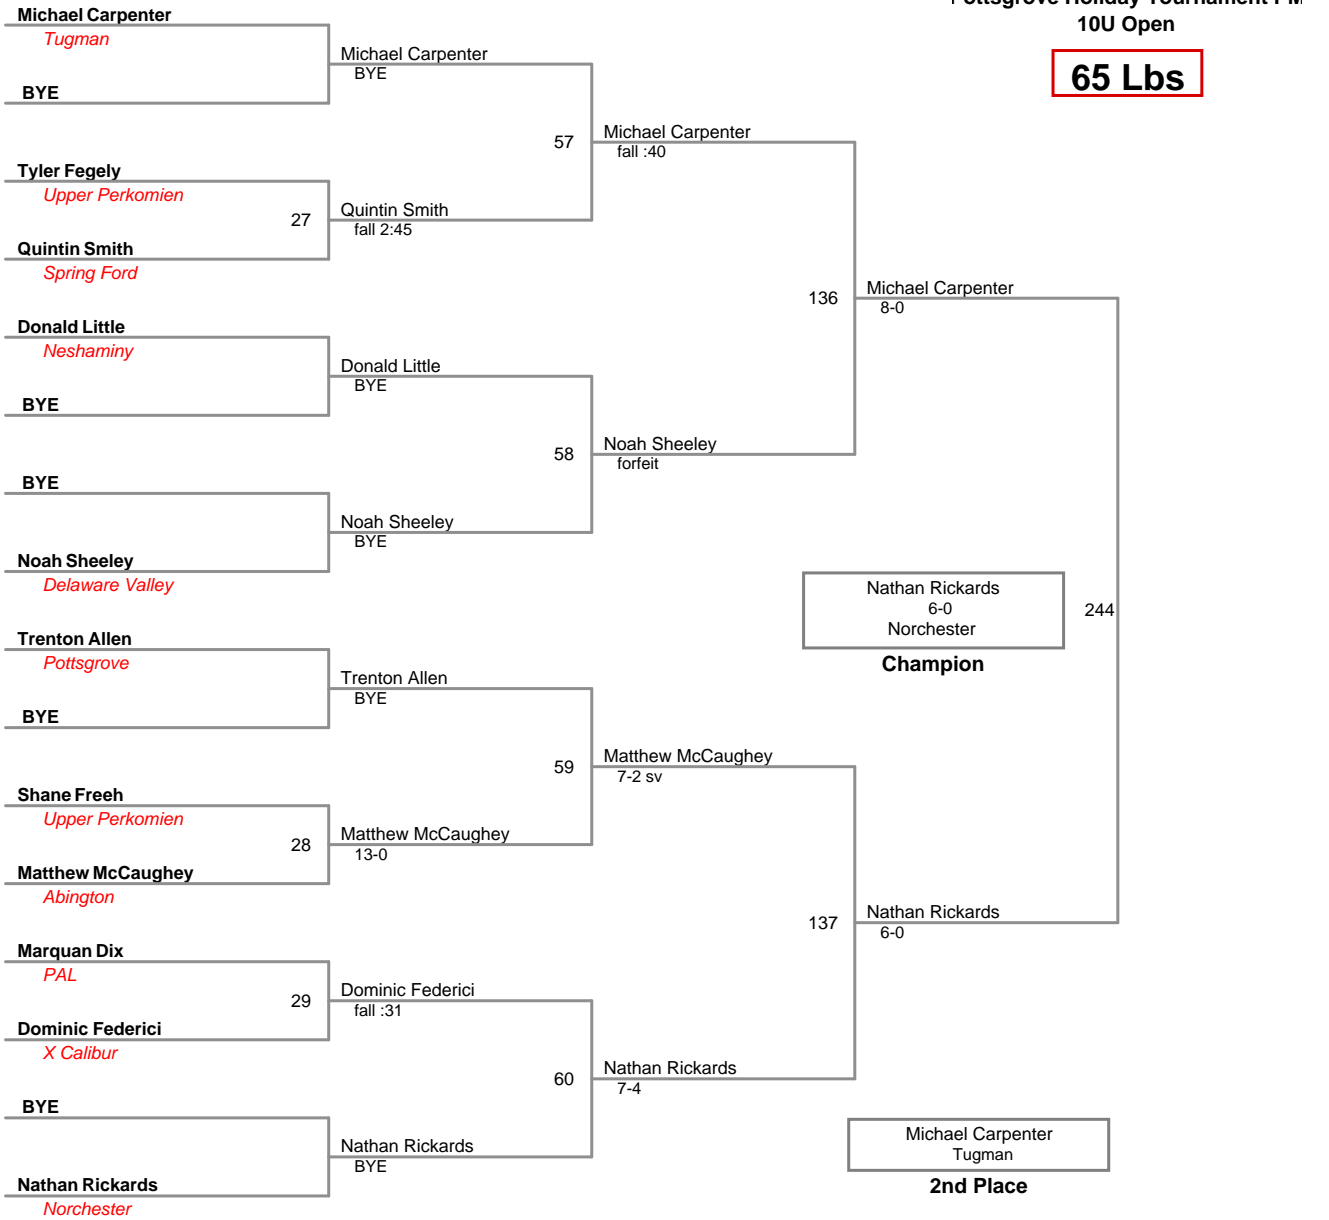 Pottsgrove Holiday Tournament PM
10U Open
65 Lbs
Michael Carpenter
Tugman
BYE
Tyler Fegely
Upper Perkomien
27
Quintin Smith
Spring Ford
Donald Little
Neshaminy
BYE
BYE
Noah Sheeley
Delaware Valley
Trenton Allen
Pottsgrove
BYE
Shane Freeh
Upper Perkomien
28
Matthew McCaughey
Abington
Marquan Dix
PAL
29
Dominic Federici
X Calibur
BYE
Nathan Rickards
Norchester
Michael Carpenter
BYE
57
Quintin Smith
fall 2:45
Donald Little
BYE
58
Noah Sheeley
BYE
Trenton Allen
BYE
59
Matthew McCaughey
13-0
Dominic Federici
fall :31
60
Nathan Rickards
BYE
Michael Carpenter
fall :40
136
Noah Sheeley
forfeit
Matthew McCaughey
7-2 sv
137
Nathan Rickards
7-4
Michael Carpenter
8-0
244
Nathan Rickards
6-0
Nathan Rickards
6-0
Norchester
Champion
Michael Carpenter
Tugman
2nd Place